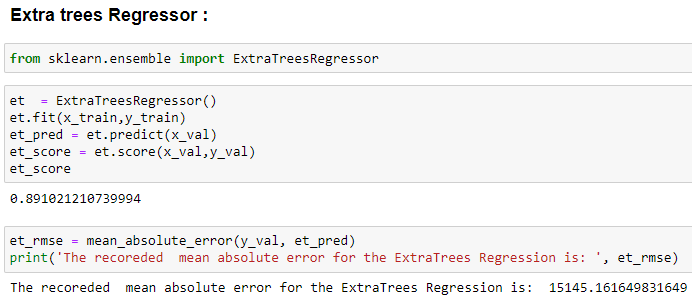 Extra trees Regressor :
from sklearn.ensemble import ExtraTreesRegressor
et  = ExtraTreesRegressor()
et.fit(x_train,y_train)
et_pred = et.predict(x_val)
et_score = et.score(x_val,y_val)
et_score
0.891021210739994
et_rmse = mean_absolute_error(y_val, et_pred)
print('The recoreded  mean absolute error for the ExtraTrees Regression is: ', et_rmse)
The recoreded  mean absolute error for the ExtraTrees Regression is:  15145.161649831649